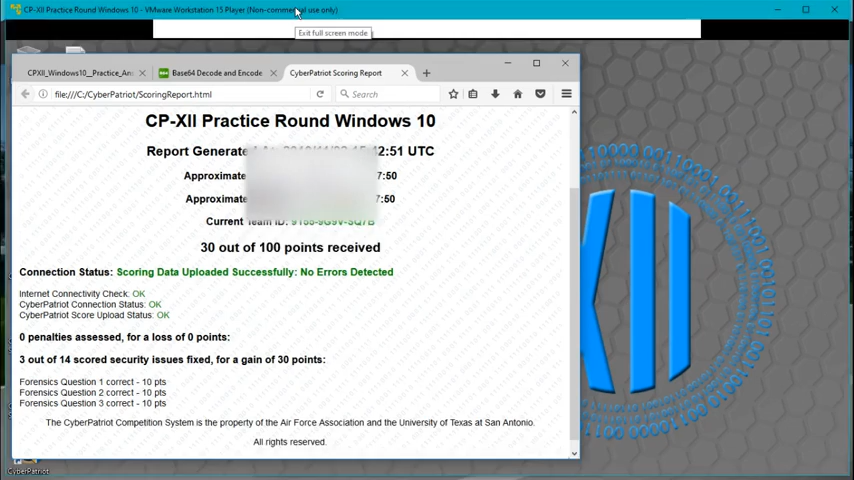 CP-XII Practice Round Windows 10 - VMware Workstation 15 Player (Non-commercial use only)
Exit full screen mode
CPXII_Windows10__Practice_An
Base64 Decode and Encode
CyberPatriot Scoring Report
file:///C:/CyberPatriot/ScoringReport.html
Search
CP-XII Practice Round Windows 10
Report Generate 2:51 UTC
Approximate 7:50
Approximate 7:50
Current Team ID:
30 out of 100 points received
Connection Status: Scoring Data Uploaded Successfully: No Errors Detected
Internet Connectivity Check: OK
CyberPatriot Connection Status: OK
CyberPatriot Score Upload Status: OK
0 penalties assessed, for a loss of 0 points:
3 out of 14 scored security issues fixed, for a gain of 30 points:
Forensics Question 1 correct - 10 pts
Forensics Question 2 correct - 10 pts
Forensics Question 3 correct - 10 pts
The CyberPatriot Competition System is the property of the Air Force Association and the University of Texas at San Antonio.
All rights reserved.
XII
CyberPatriot